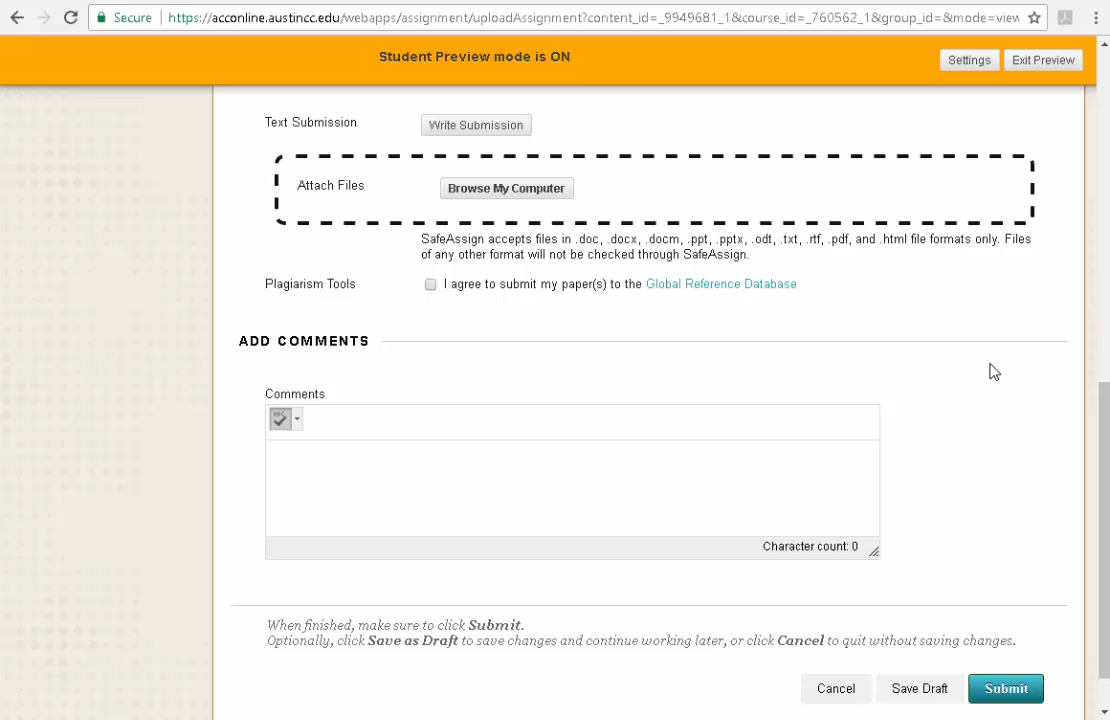 Secure https://acconline.austincc.edu/webapps/assignment/uploadAssignment?content_id=_9949681_1&course_id=_760562_1&group_id=&mode=view
Student Preview mode is ON
Settings
Exit Preview
Text Submission
Write Submission
Attach Files
Browse My Computer
SafeAssign accepts files in .doc, .docx, .docm, .ppt, .pptx, .odt, .txt, .rtf, .pdf, and .html file formats only. Files
of any other format will not be checked through SafeAssign.
Plagiarism Tools
I agree to submit my paper(s) to the Global Reference Database
ADD COMMENTS
Comments
ABC
Character count: 0
When finished, make sure to click Submit.
Optionally, click Save as Draft to save changes and continue working later, or click Cancel to quit without saving changes.
Cancel
Save Draft
Submit